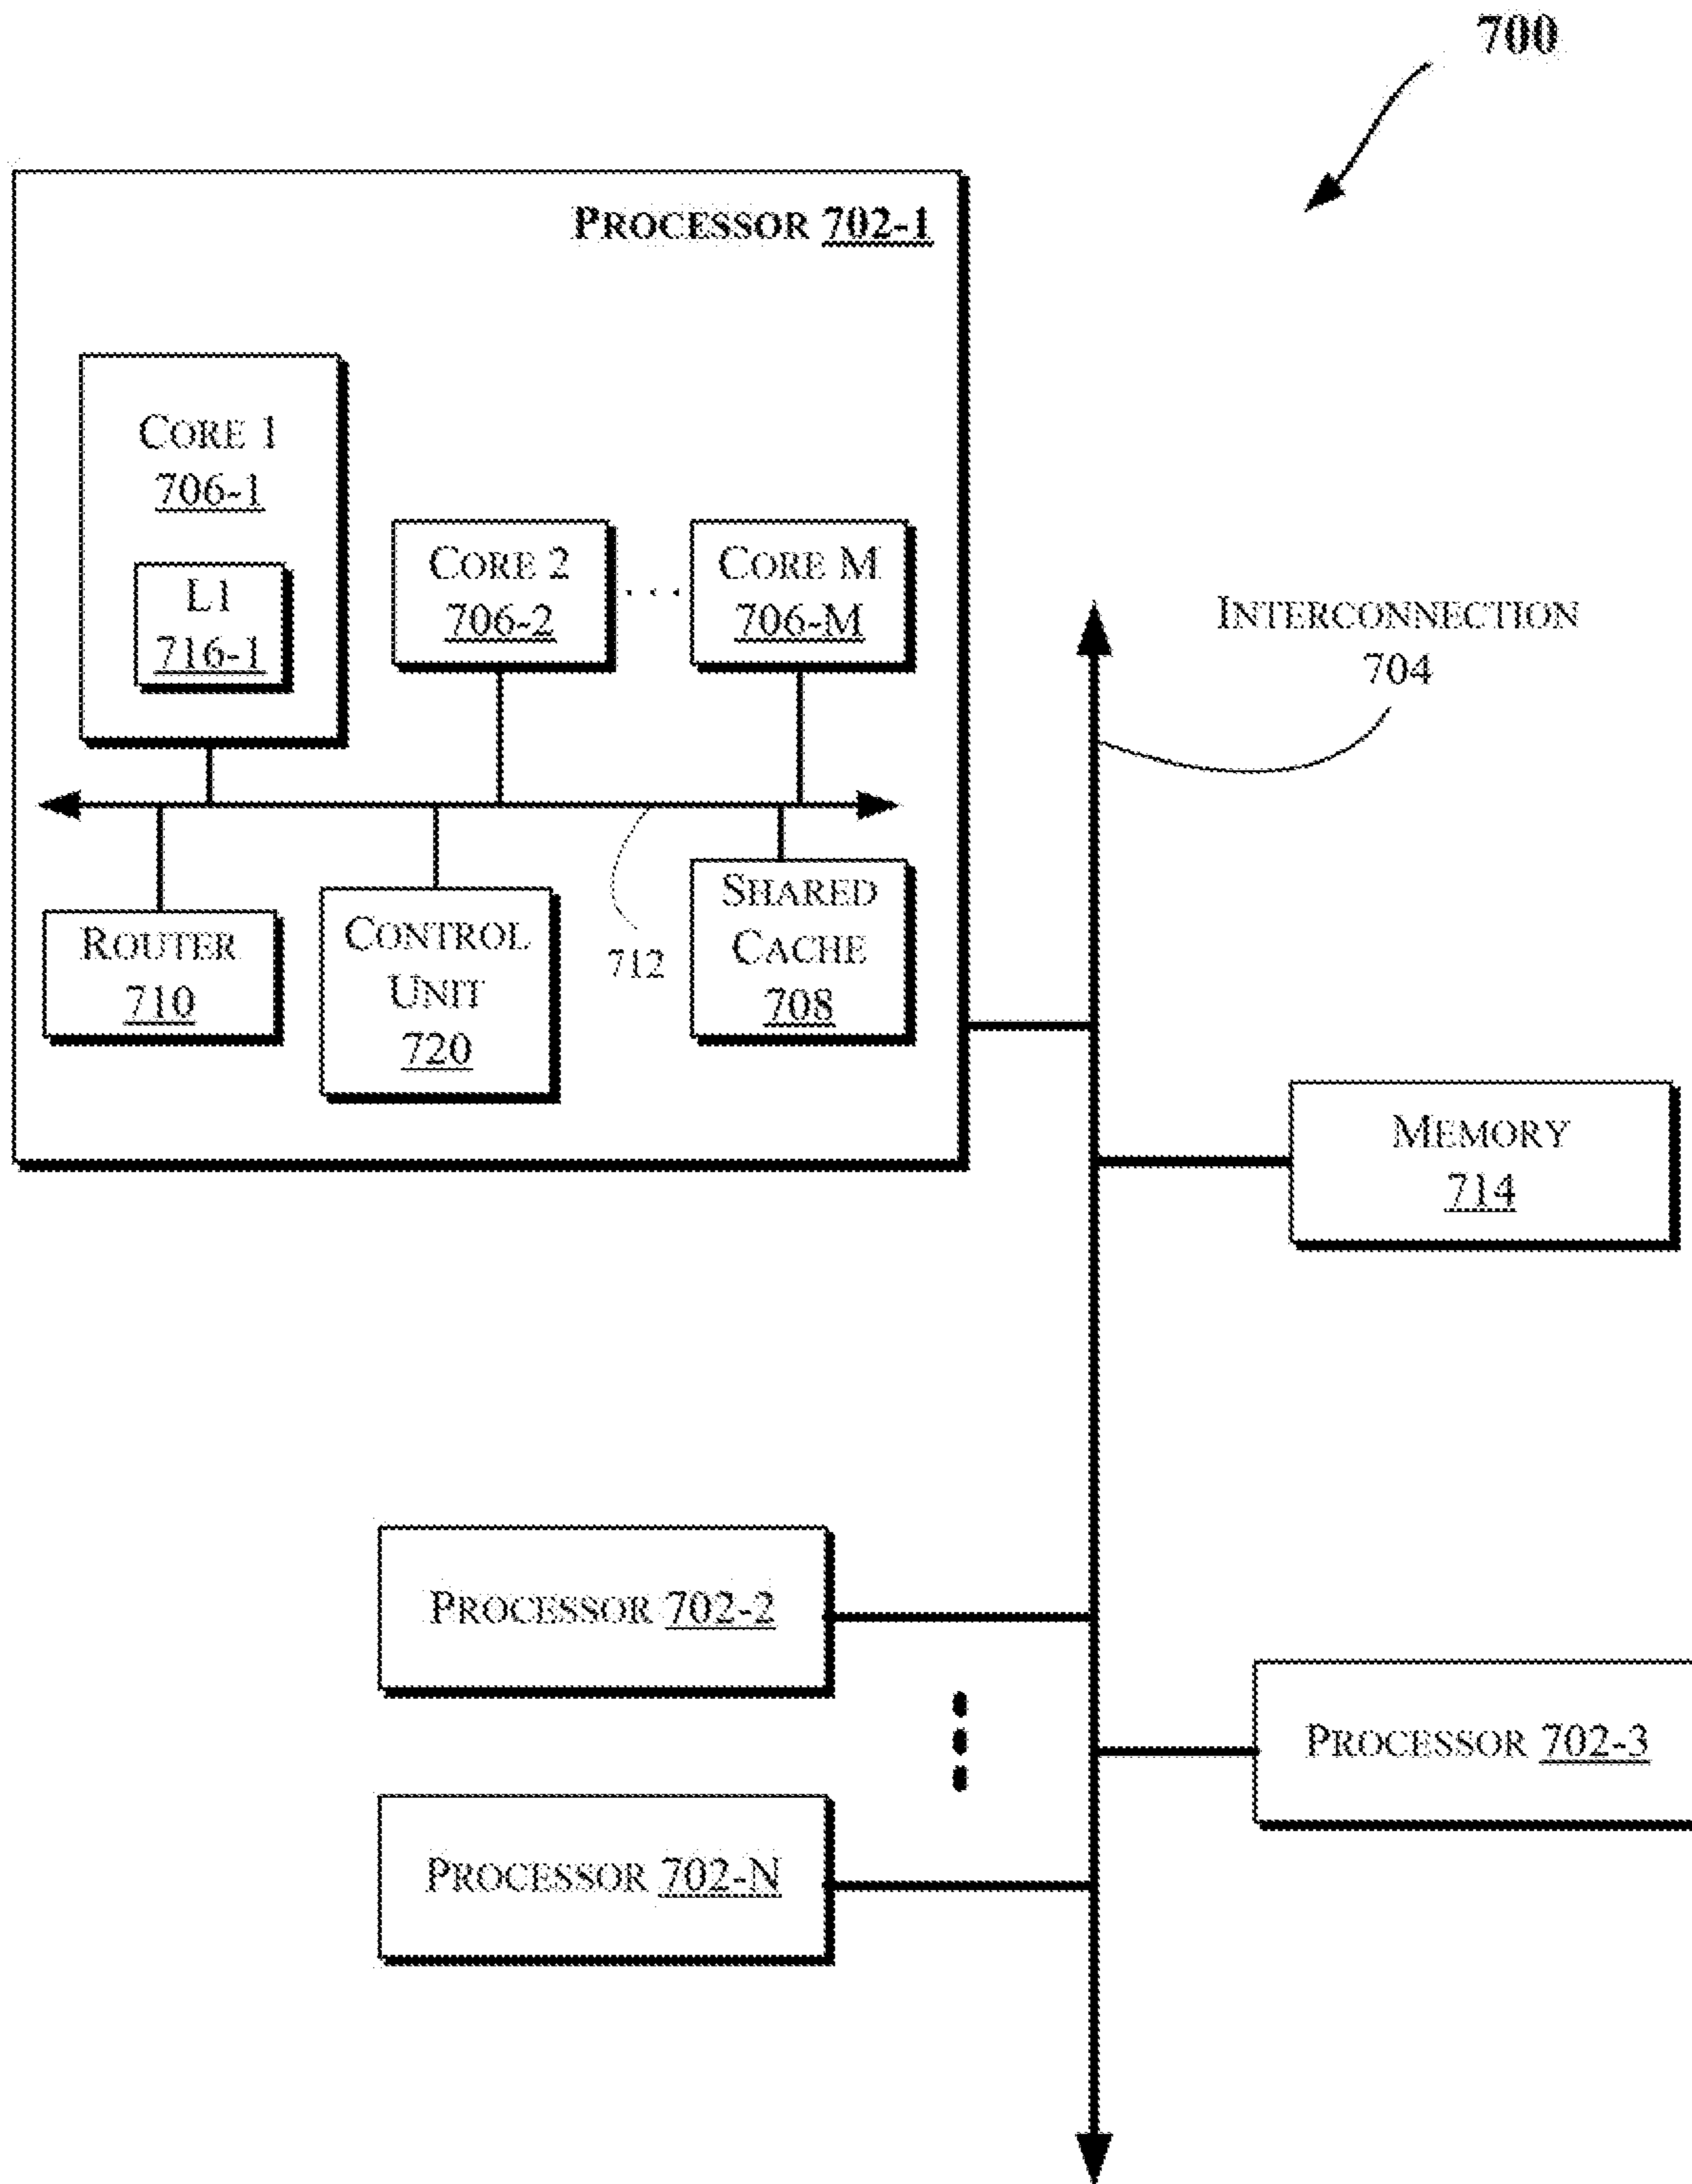 700
PROCESSOR 702-1
CORE 1
706-1
L1
716-1
CORE 2
706-2
. . .
CORE M
706-M
INTERCONNECTION
704
ROUTER
710
CONTROL
UNIT
720
712
SHARED
CACHE
708
MEMORY
714
PROCESSOR 702-2
PROCESSOR 702-3
PROCESSOR 702-N